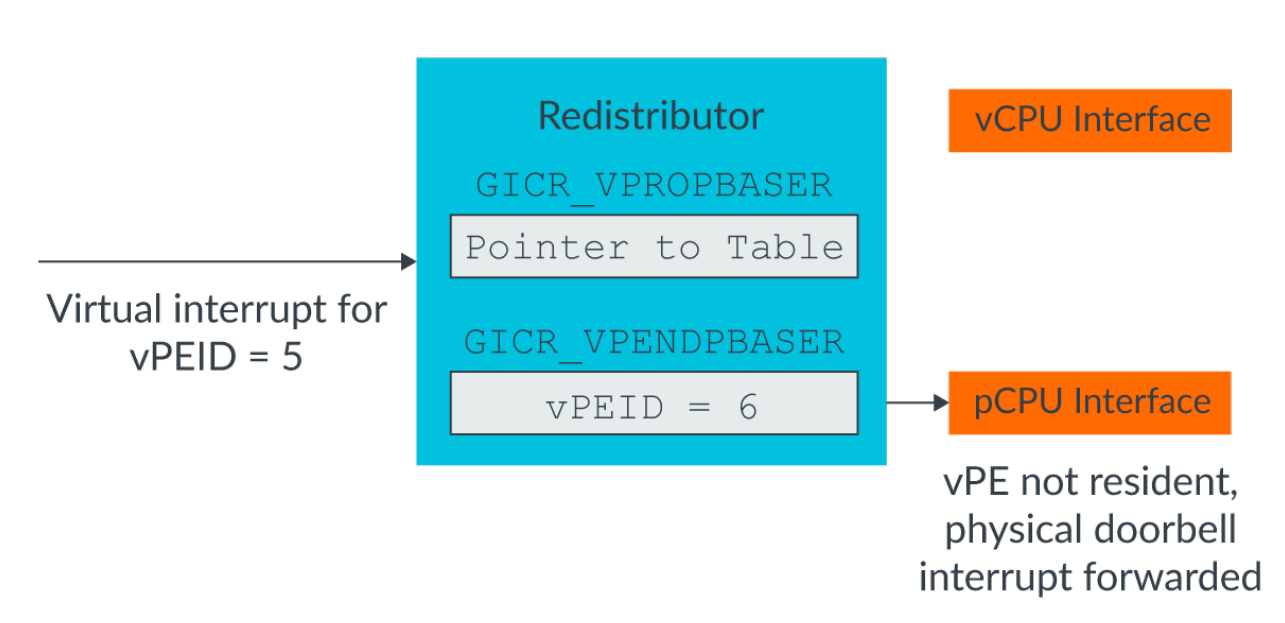 Redistributor
vCPU Interface
GICR_VPROPBASER
Pointer to Table
Virtual interrupt for
vPEID = 5
GICR_VPENDPBASER
vPEID = 6
pCPU Interface
vPE not resident,
physical doorbell
interrupt forwarded